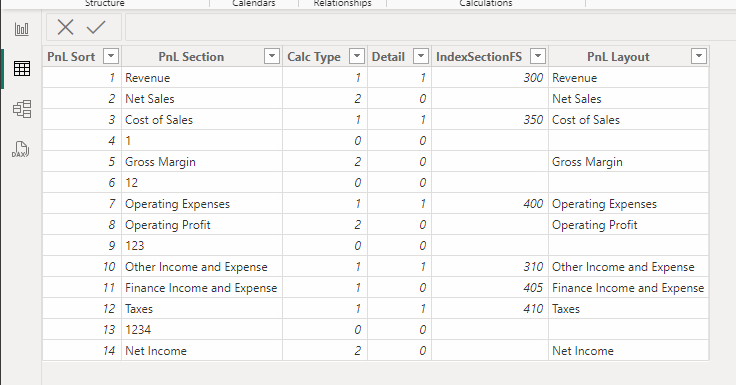 Structure Calendars Relationships Calculations
PnL Sort PnL Section Calc Type Detail IndexSectionFS PnL Layout
1 Revenue 1 1 300 Revenue
2 Net Sales 2 0 Net Sales
3 Cost of Sales 1 1 350 Cost of Sales
4 1 0 0
5 Gross Margin 2 0 Gross Margin
6 12 0 0
7 Operating Expenses 1 1 400 Operating Expenses
8 Operating Profit 2 0 Operating Profit
9 123 0 0
10 Other Income and Expense 1 1 310 Other Income and Expense
11 Finance Income and Expense 1 0 405 Finance Income and Expense
12 Taxes 1 1 410 Taxes
13 1234 0 0
14 Net Income 2 0 Net Income
DAX